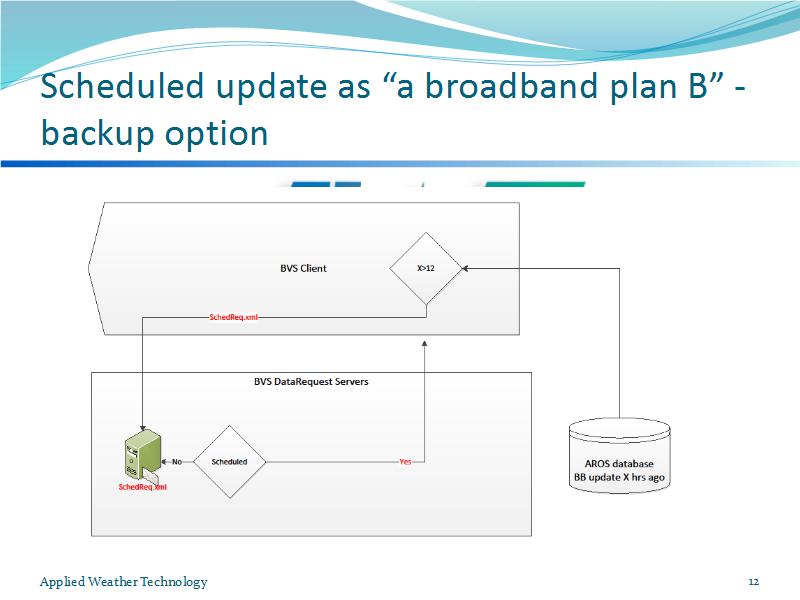 Scheduled update as “a broadband plan B” -
backup option
BVS Client
X>12
SchedReq.xml
BVS DataRequest Servers
No
Scheduled
Yes
SchedReq.xml
AROS database
BB update X hrs ago
Applied Weather Technology
12